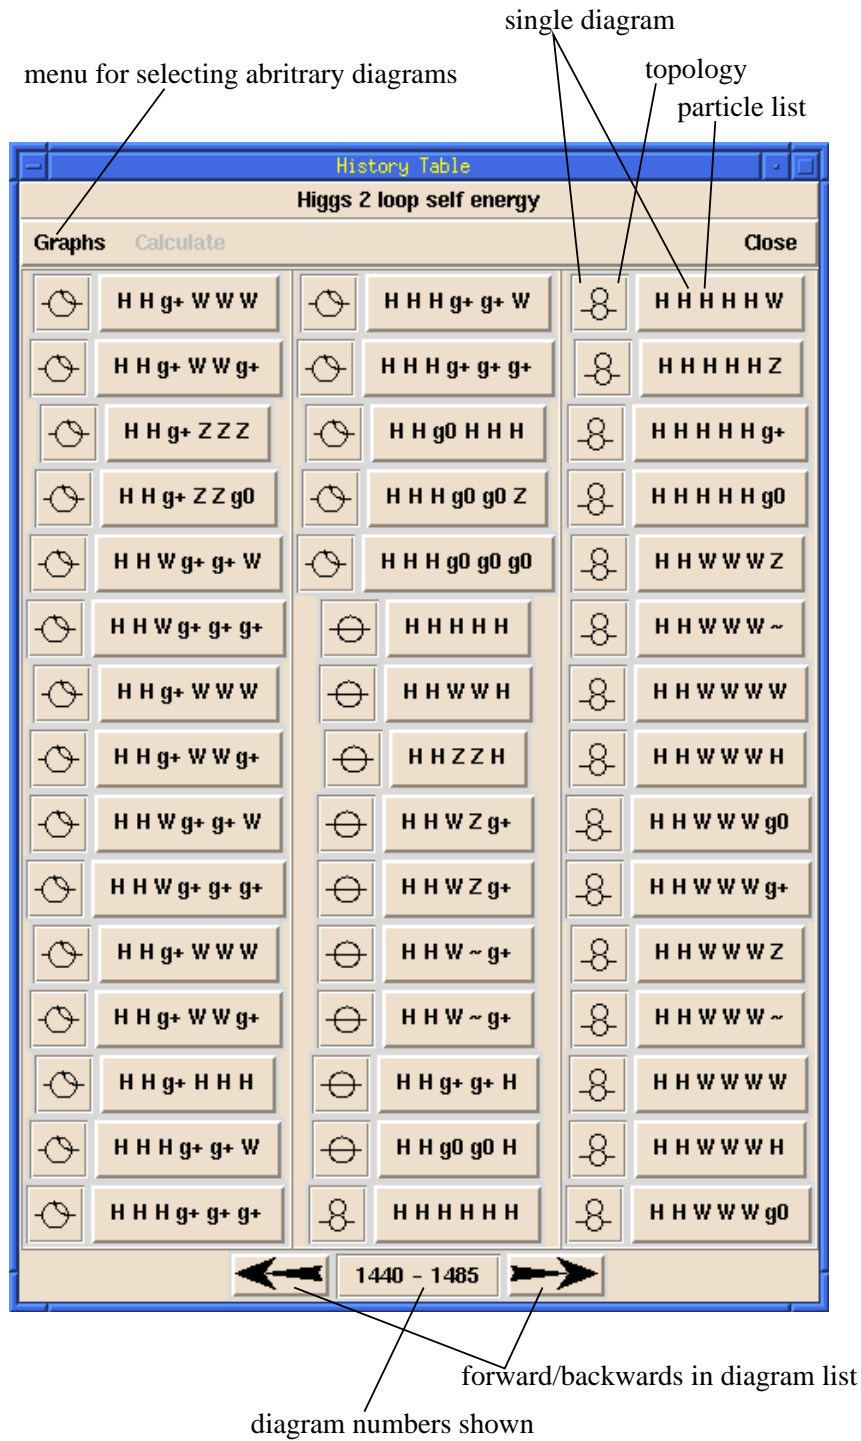 single diagram
menu for selecting abritrary diagrams
topology
particle list
History Table
Higgs 2 loop self energy
Graphs Calculate Close
H H g+ W W W H H H g+ g+ W H H H H H W
H H g+ W W g+ H H H g+ g+ g+ H H H H H Z
H H g+ Z Z Z H H g0 H H H H H H H H g+
H H g+ Z Z g0 H H H g0 g0 Z H H H H H g0
H H W g+ g+ W H H H g0 g0 g0 H H W W W Z
H H W g+ g+ g+ H H H H H H H W W W ~
H H g+ W W W H H W W H H H W W W W
H H g+ W W g+ H H Z Z H H H W W W H
H H W g+ g+ W H H W Z g+ H H W W W g0
H H W g+ g+ g+ H H W Z g+ H H W W W g+
H H g+ W W W H H W ~ g+ H H W W W Z
H H g+ W W g+ H H W ~ g+ H H W W W ~
H H g+ H H H H H g+ g+ H H H W W W W
H H H g+ g+ W H H g0 g0 H H H W W W H
H H H g+ g+ g+ H H H H H H H H W W W g0
1440 - 1485
forward/backwards in diagram list
diagram numbers shown